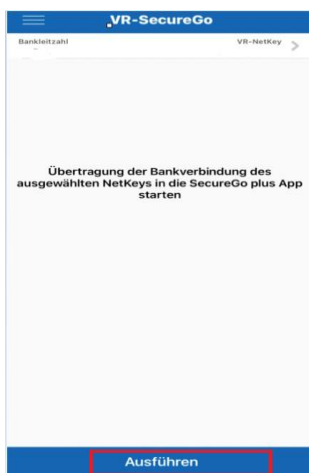 VR-SecureGo
Bankleitzahl VR-NetKey
Übertragung der Bankverbindung des
ausgewählten NetKeys in die SecureGo plus App
starten
Ausführen